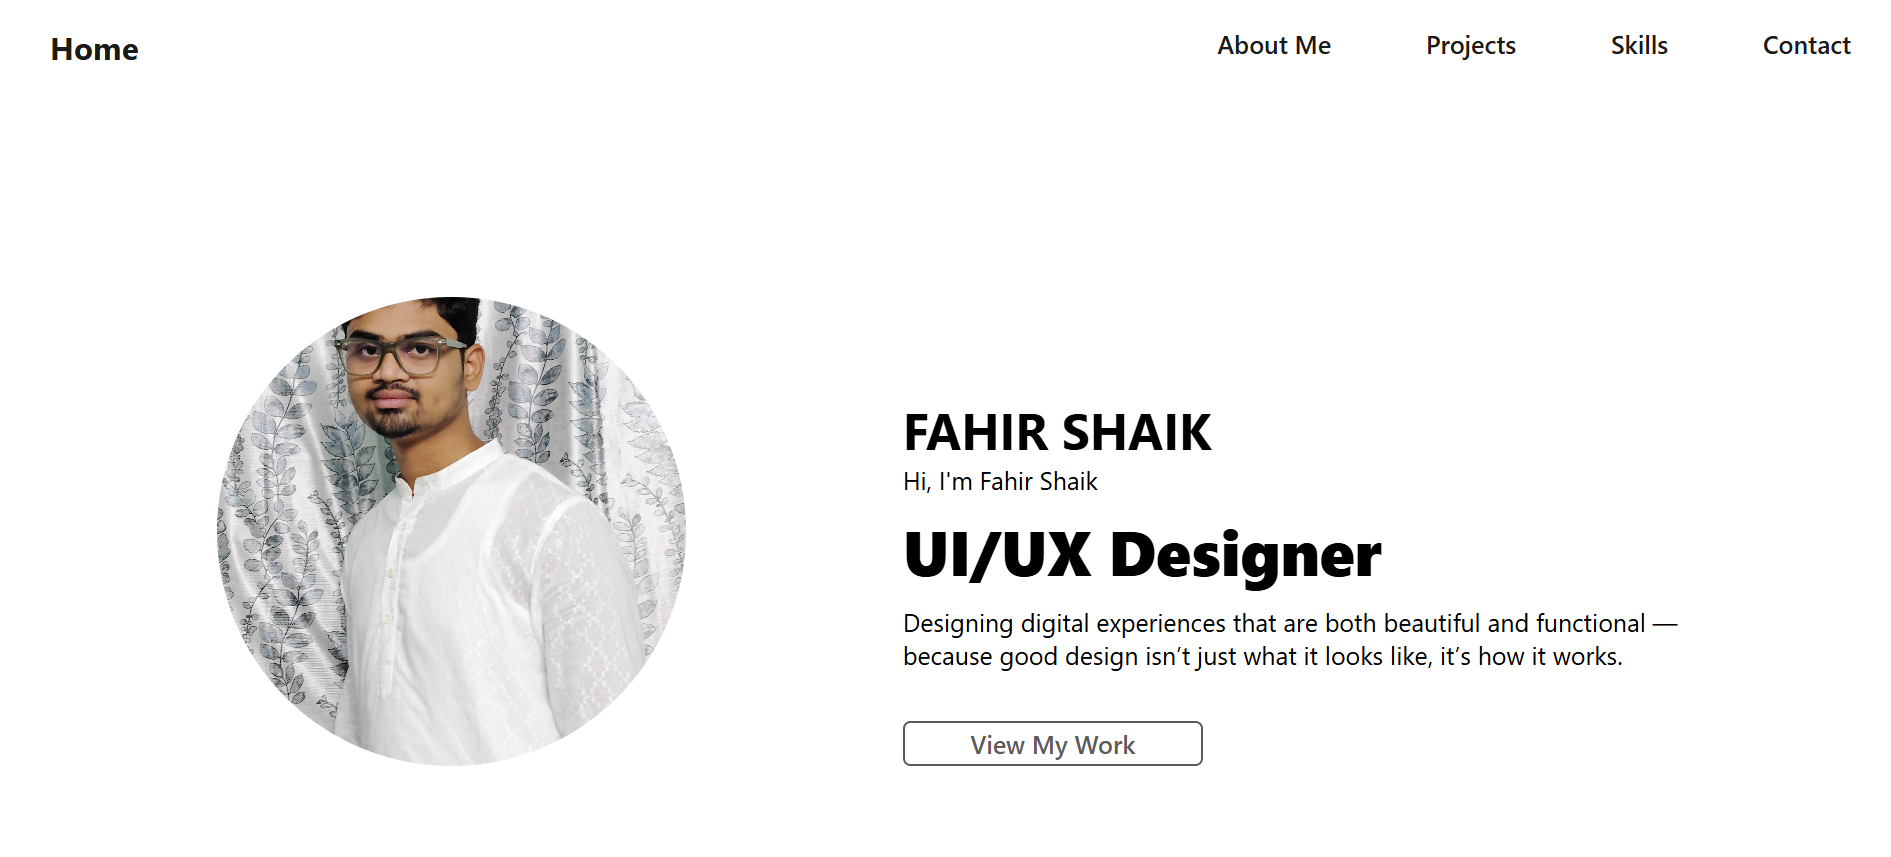 Home
About Me
Projects
Skills
Contact
FAHIR SHAIK
Hi, I'm Fahir Shaik
UI/UX Designer
Designing digital experiences that are both beautiful and functional —
because good design isn’t just what it looks like, it’s how it works.
View My Work